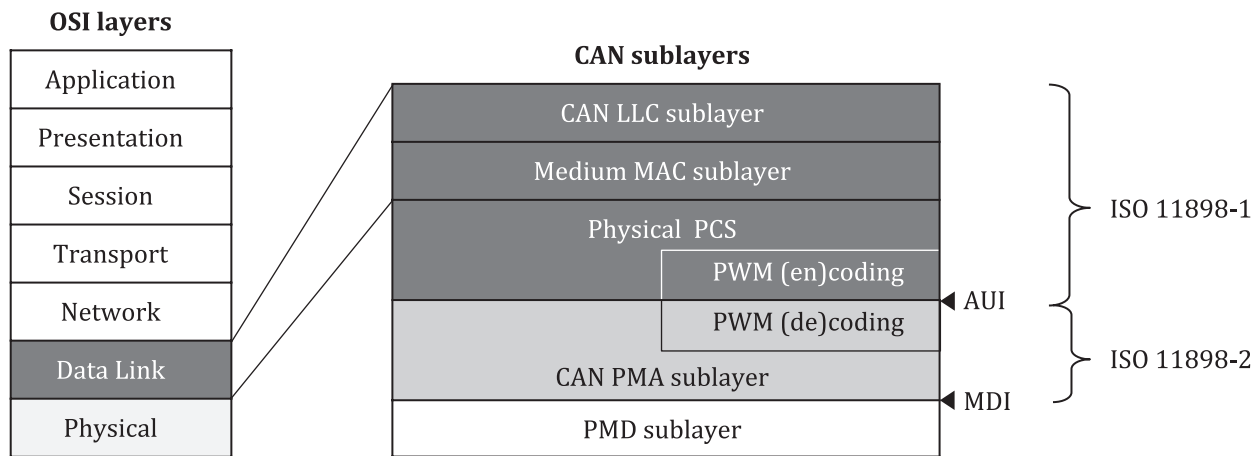 OSI layers
Application
Presentation
Session
Transport
Network
Data Link
Physical
CAN sublayers
CAN LLC sublayer
Medium MAC sublayer
Physical PCS
PWM (en)coding
PWM (de)coding
CAN PMA sublayer
PMD sublayer
AUI
MDI
ISO 11898-1
ISO 11898-2